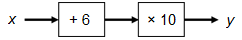 x + 6 × 10 y